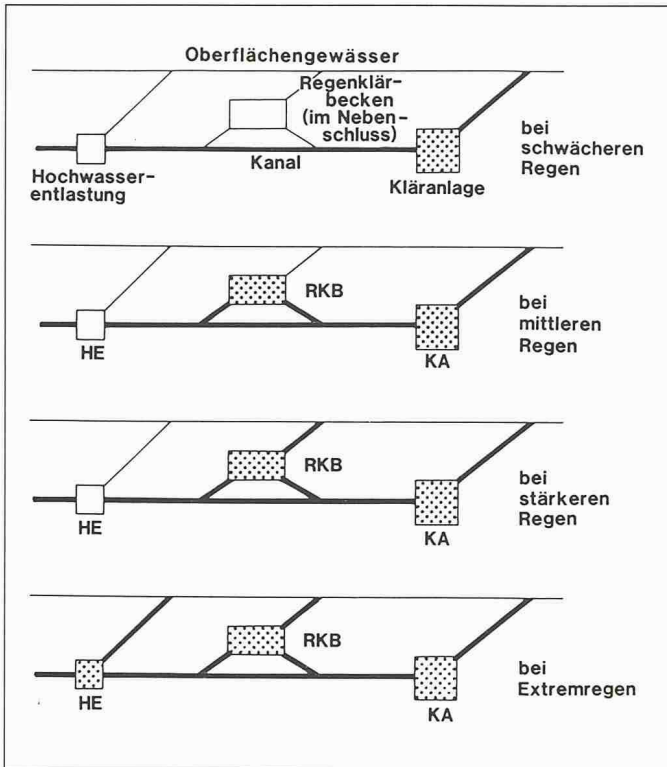 Oberflächengewässer
Regenklär-
becken
(im Neben-
schluss)
Hochwasser-
entlastung
Kanal
Kläranlage
bei
schwächeren
Regen
HE
RKB
KA
bei
mittleren
Regen
HE
RKB
KA
bei
stärkeren
Regen
HE
RKB
KA
bei
Extremregen